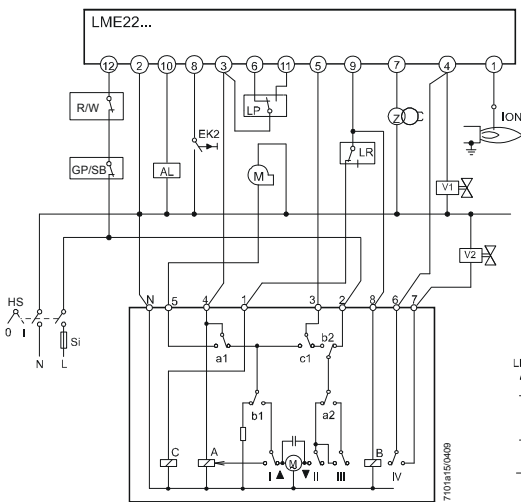 LME22...
12 2 10 8 3 6 11 5 9 7 4 1
R/W
LP
EK2
Z
ION
GP/SB
AL
M
LR
V1
V2
HS
0 I
Si
N L
N 5 4 1 3 2 8 6 7
a1
c1
b2
b1
a2
C
A
I
M
II
III
B
IV
7101a15/0409